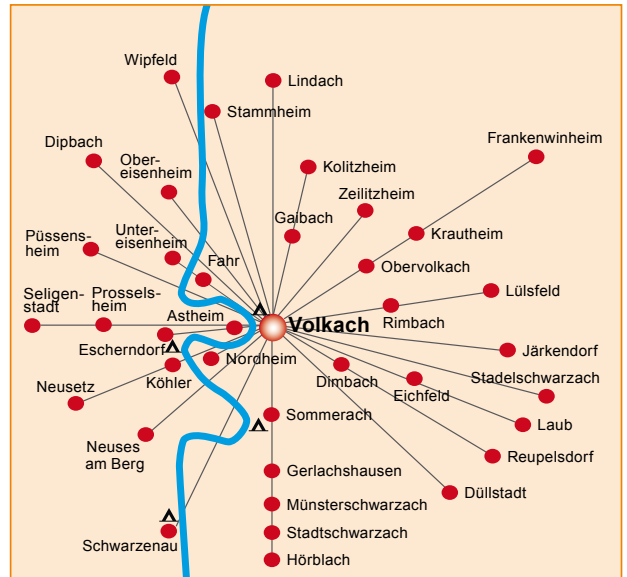 Wipfeld
Lindach
Stammheim
Frankenwinheim
Dipbach
Ober-
eisenheim
Kolitzheim
Zeilitzheim
Gaibach
Krautheim
Unter-
eisenheim
Püssens-
heim
Fahr
Obervolkach
Seligen-
stadt
Prossels-
heim
Lülsfeld
Astheim
Volkach
Rimbach
Escherndorf
Nordheim
Järkendorf
Köhler
Dimbach
Stadelschwarzach
Neusetz
Eichfeld
Sommerach
Laub
Neuses
am Berg
Reupelsdorf
Gerlachshausen
Düllstadt
Münsterschwarzach
Stadtschwarzach
Schwarzenau
Hörblach